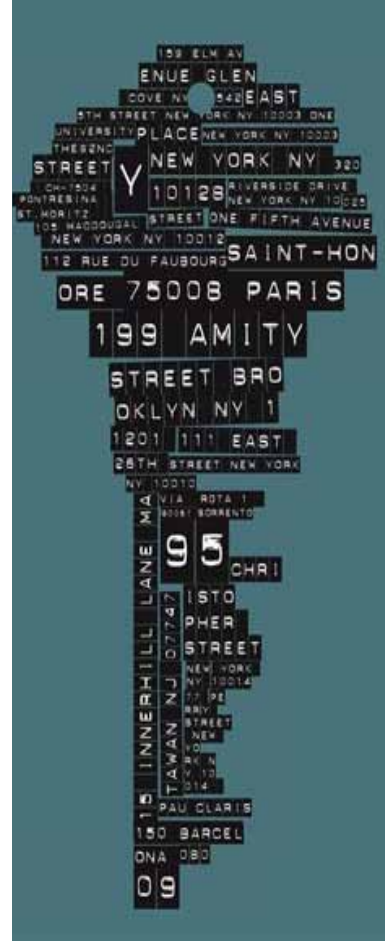 159 ELM AV
ENUE GLEN
COVE NY 542 EAST
5TH STREET NEW YORK NY 10003 ONE
UNIVERSITY PLACE NEW YORK NY 10003
THE82ND
STREET Y NEW YORK NY 320
CH-7504 10128 RIVERSIDE DRIVE
PONTRESINA NEW YORK NY 10025
ST. MORITZ STREET ONE FIFTH AVENUE
105 MACDOUGAL
NEW YORK NY 10012
112 RUE DU FAUBOURG SAINT-HON
ORE 75008 PARIS
199 AMITY
STREET BRO
OKLYN NY 1
1201 111 EAST
26TH STREET NEW YORK
NY 10010
VIA ROTA 1
80061 SORRENTO
95 CHRI
ISTO
PHER
STREET
NEW YORK
NY 10014
77 PE
RRY
STREET
NEW
YO
RK N
Y 10
014
15 INNERHILL LANE MA
TAWAN NJ 07747
PAU CLARIS
150 BARCEL
ONA 080
09